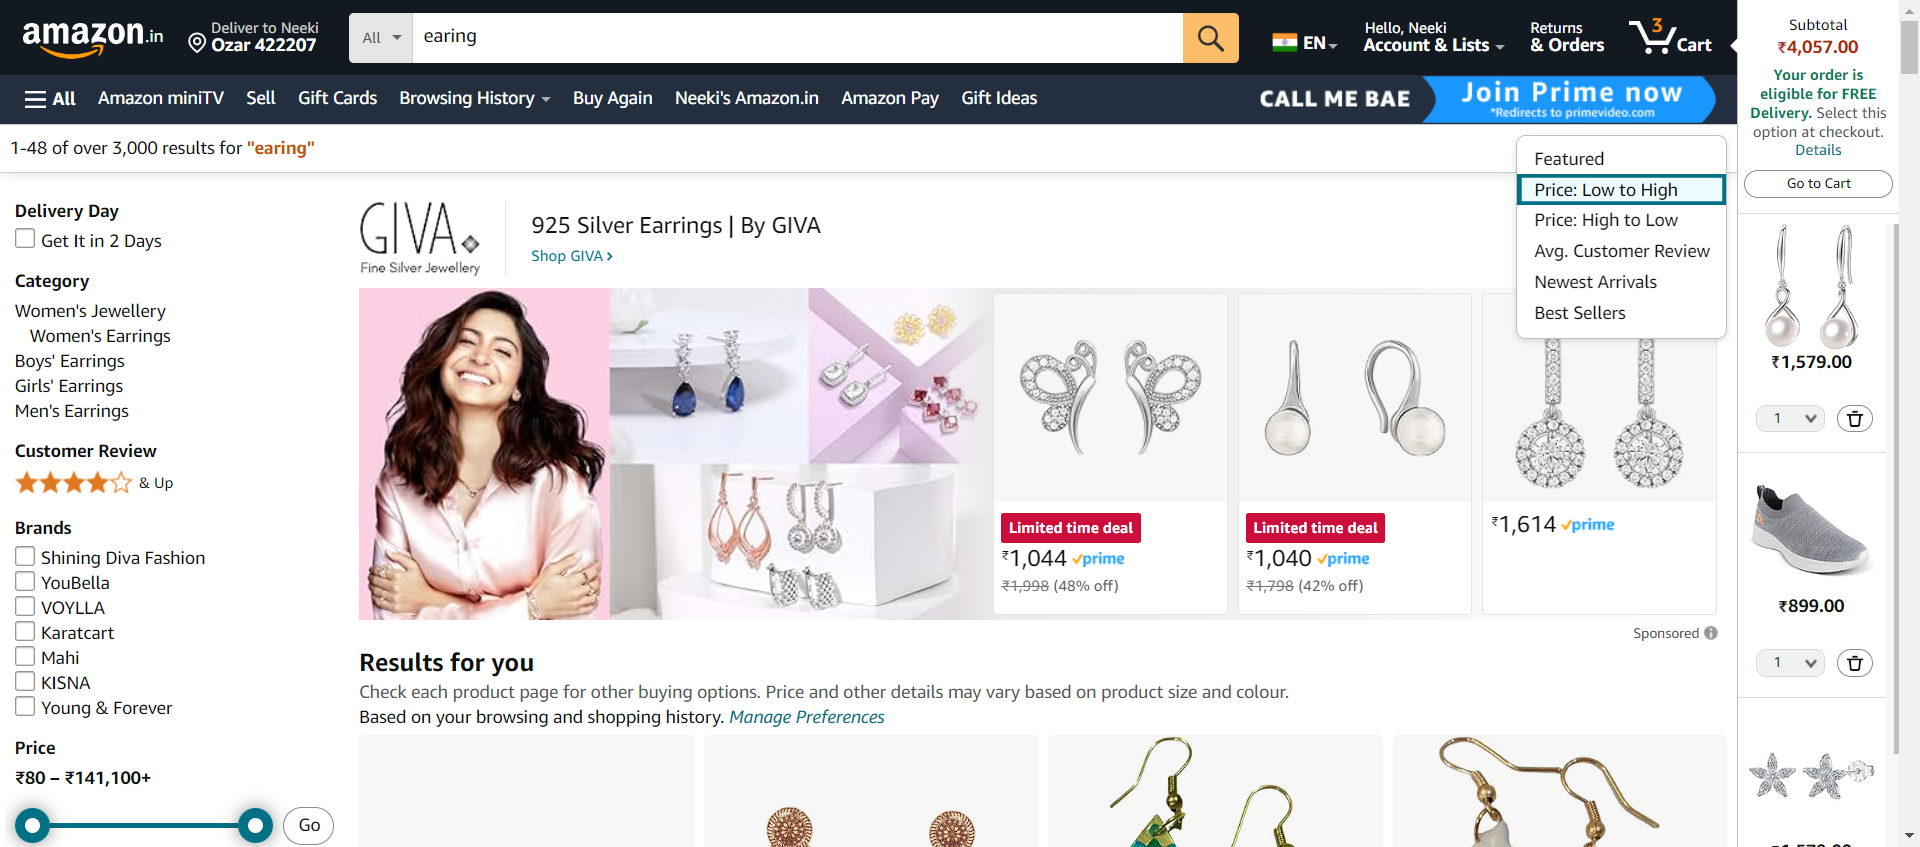 amazon.in
Deliver to Neeki
Ozar 422207
All
earing
EN
Hello, Neeki
Account & Lists
Returns
& Orders
3
Cart
All
Amazon miniTV
Sell
Gift Cards
Browsing History
Buy Again
Neeki's Amazon.in
Amazon Pay
Gift Ideas
CALL ME BAE
Join Prime now
*Redirects to primevideo.com
1-48 of over 3,000 results for "earing"
Featured
Price: Low to High
Price: High to Low
Avg. Customer Review
Newest Arrivals
Best Sellers
Delivery Day
Get It in 2 Days
Category
Women's Jewellery
Women's Earrings
Boys' Earrings
Girls' Earrings
Men's Earrings
Customer Review
& Up
Brands
Shining Diva Fashion
YouBella
VOYLLA
Karatcart
Mahi
KISNA
Young & Forever
Price
₹80 – ₹141,100+
Go
GIVA
Fine Silver Jewellery
925 Silver Earrings | By GIVA
Shop GIVA ›
Limited time deal
₹1,044 prime
₹1,998 (48% off)
Limited time deal
₹1,040 prime
₹1,798 (42% off)
₹1,614 prime
Sponsored
Results for you
Check each product page for other buying options. Price and other details may vary based on product size and colour.
Based on your browsing and shopping history. Manage Preferences
Subtotal
₹4,057.00
Your order is
eligible for FREE
Delivery. Select this
option at checkout.
Details
Go to Cart
₹1,579.00
1
₹899.00
1